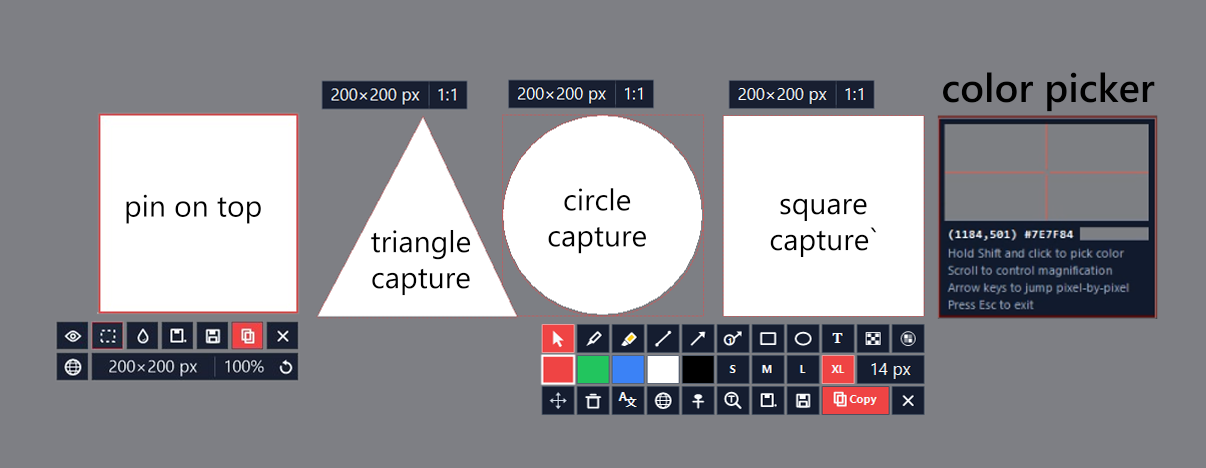 color picker
200×200 px 1:1
200×200 px 1:1
200×200 px 1:1
pin on top
triangle
capture
circle
capture
square
capture`
(1184,501) #7E7F84
Hold Shift and click to pick color
Scroll to control magnification
Arrow keys to jump pixel-by-pixel
Press Esc to exit
200×200 px 100%
T
S M L XL 14 px
A文
T
Copy